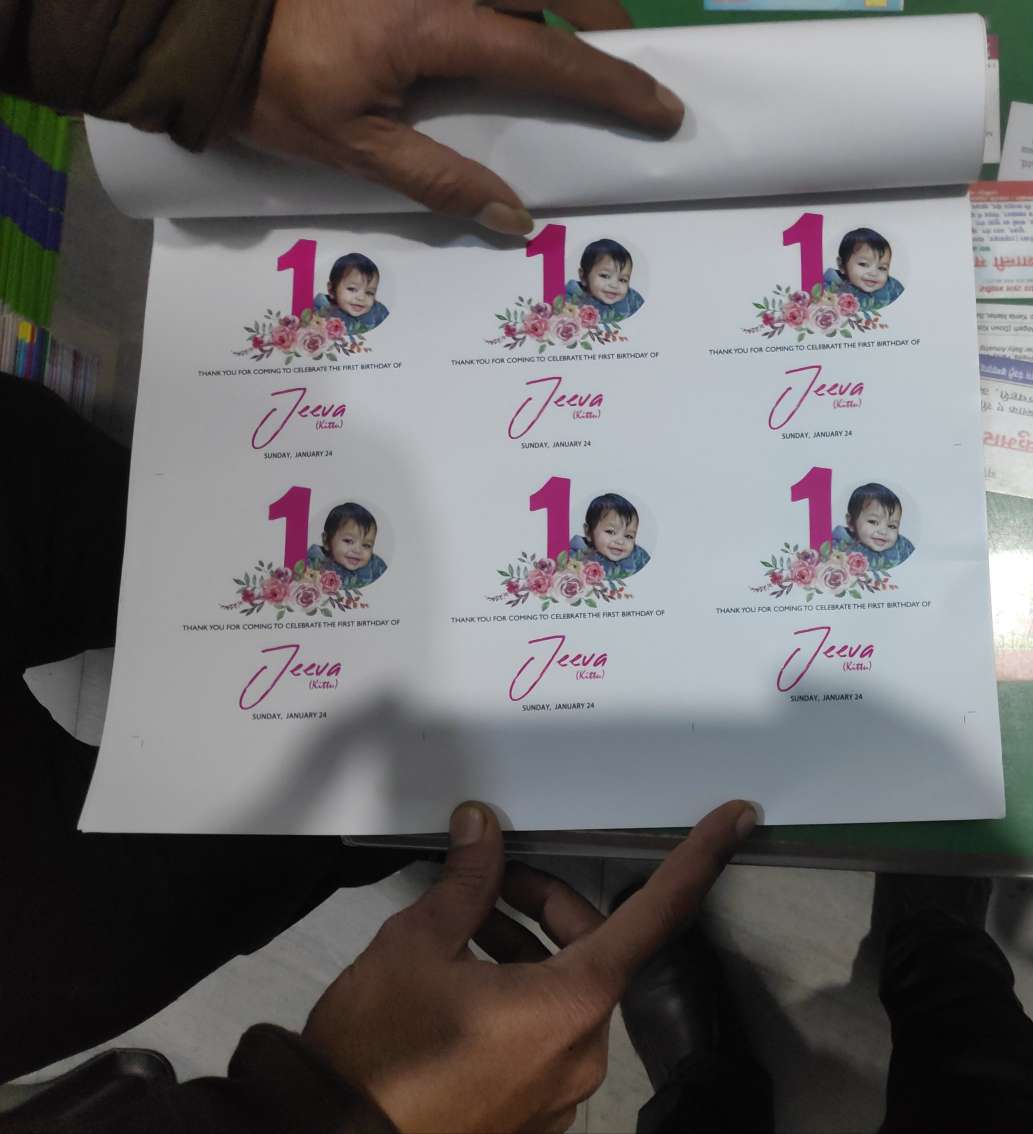 1
1
1
THANK YOU FOR COMING TO CELEBRATE THE FIRST BIRTHDAY OF
THANK YOU FOR COMING TO CELEBRATE THE FIRST BIRTHDAY OF
THANK YOU FOR COMING TO CELEBRATE THE FIRST BIRTHDAY OF
Jeeva
Jeeva
Jeeva
(Kittu)
(Kittu)
(Kittu)
SUNDAY, JANUARY 24
SUNDAY, JANUARY 24
SUNDAY, JANUARY 24
1
1
1
THANK YOU FOR COMING TO CELEBRATE THE FIRST BIRTHDAY OF
THANK YOU FOR COMING TO CELEBRATE THE FIRST BIRTHDAY OF
THANK YOU FOR COMING TO CELEBRATE THE FIRST BIRTHDAY OF
Jeeva
Jeeva
Jeeva
(Kittu)
(Kittu)
(Kittu)
SUNDAY, JANUARY 24
SUNDAY, JANUARY 24
SUNDAY, JANUARY 24